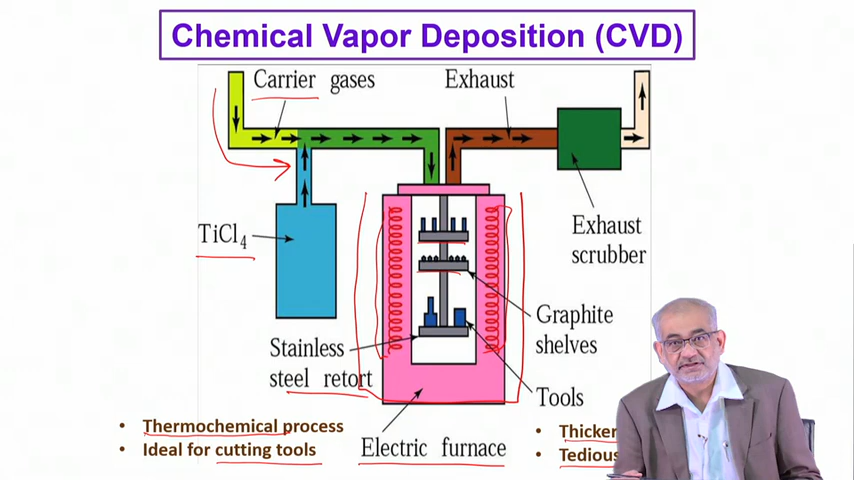 Chemical Vapor Deposition (CVD)
Carrier gases
Exhaust
TiCl4
Exhaust
scrubber
Graphite
shelves
Stainless
steel retort
Tools
Electric furnace
• Thermochemical process
• Ideal for cutting tools
• Thicker
• Tedious